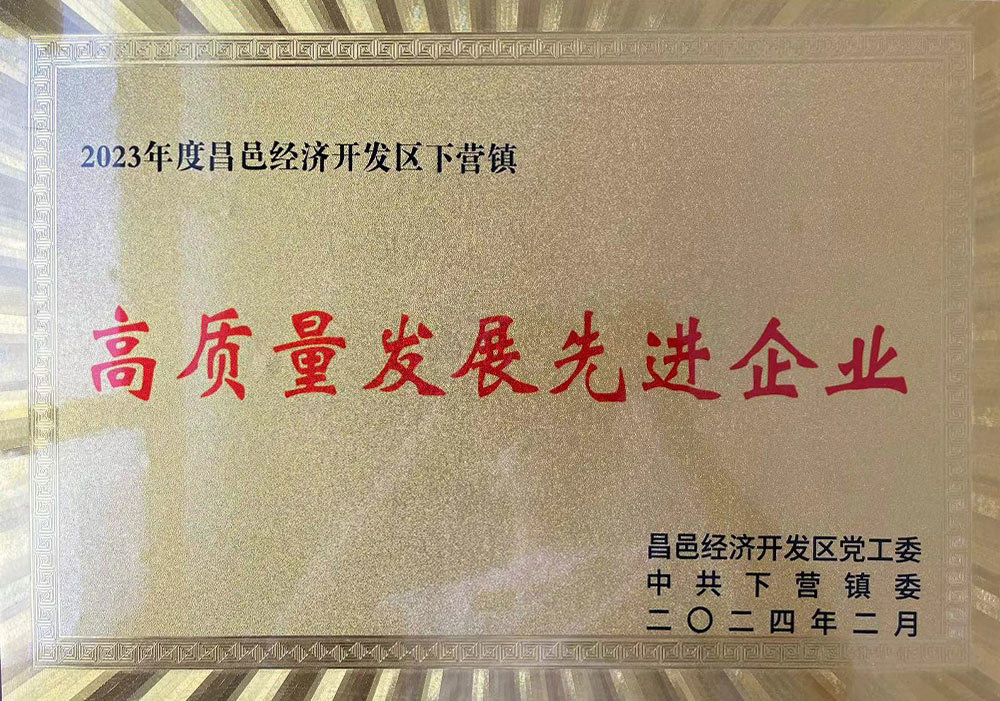 2023年度昌邑经济开发区下营镇
高质量发展先进企业
昌邑经济开发区党工委
中共下营镇委
二〇二四年二月